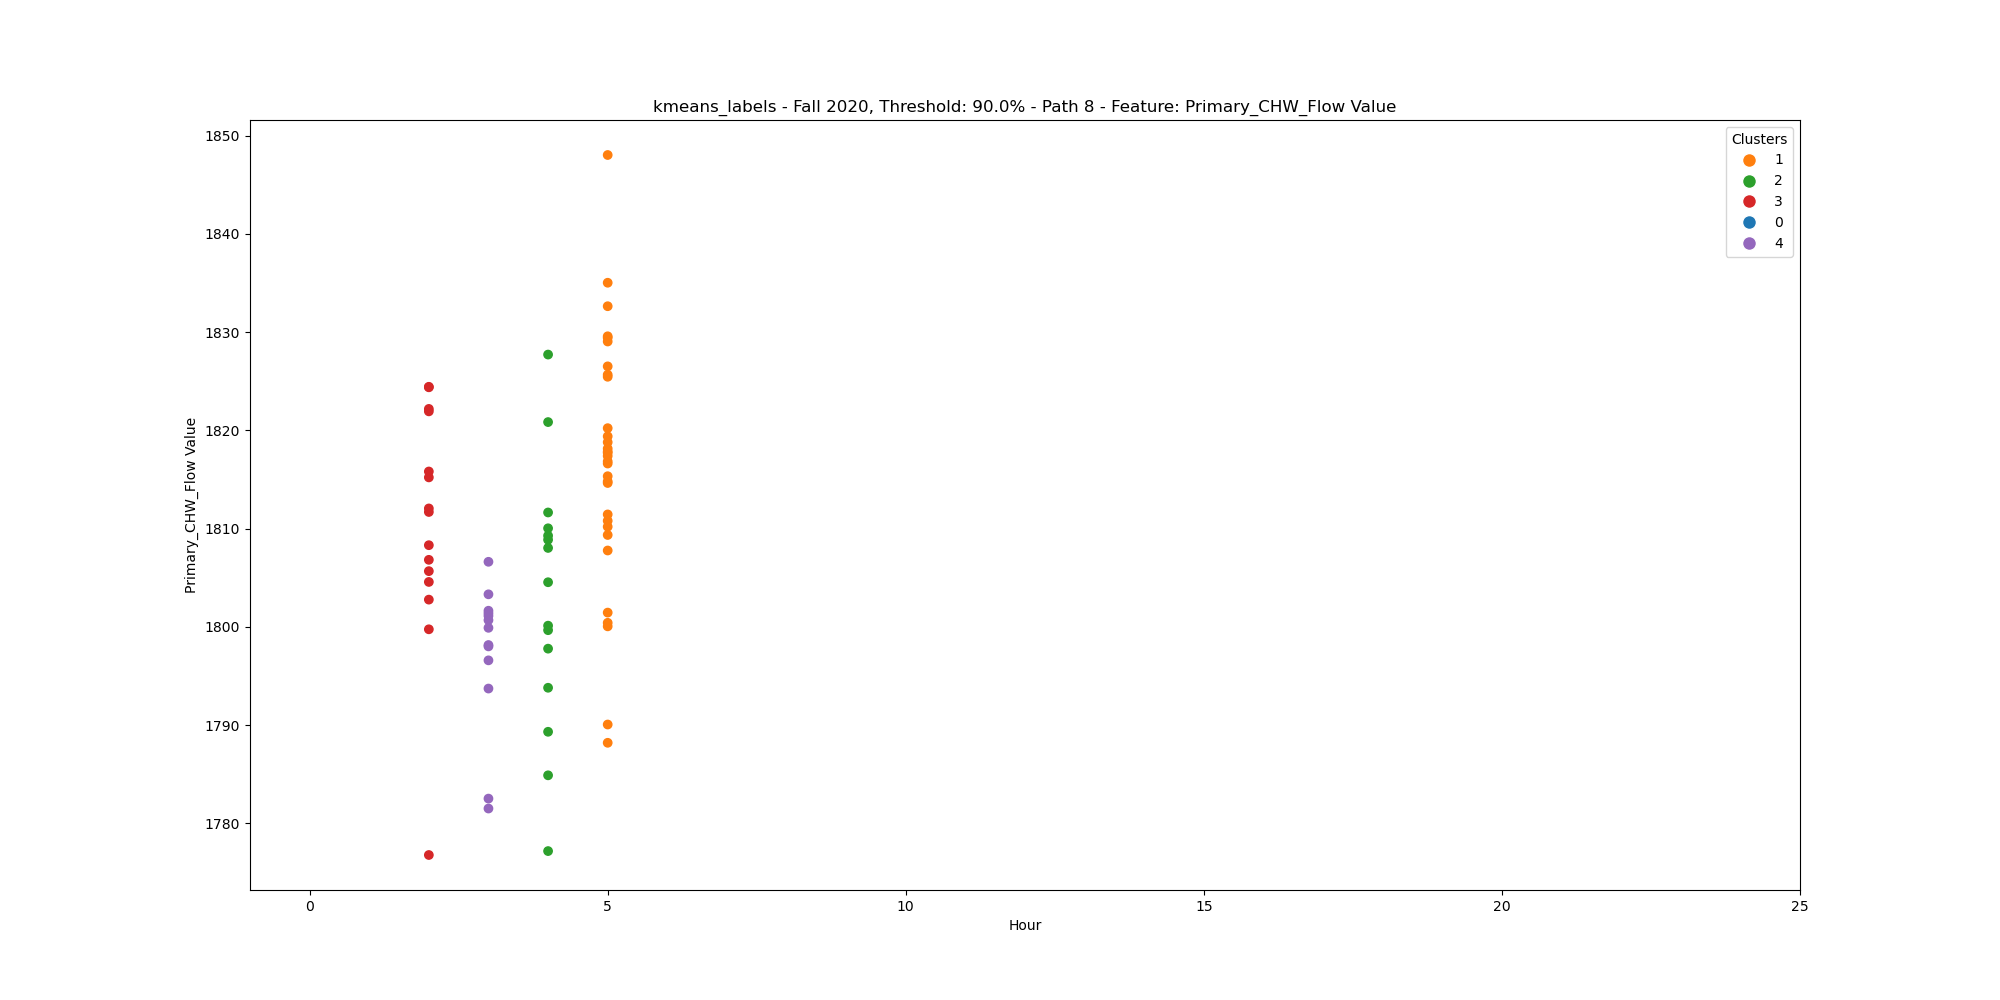 kmeans_labels - Fall 2020, Threshold: 90.0% - Path 8 - Feature: Primary_CHW_Flow Value
Clusters
1
2
3
0
4
1850
1840
1830
1820
1810
1800
1790
1780
Primary_CHW_Flow Value
0 5 10 15 20 25
Hour